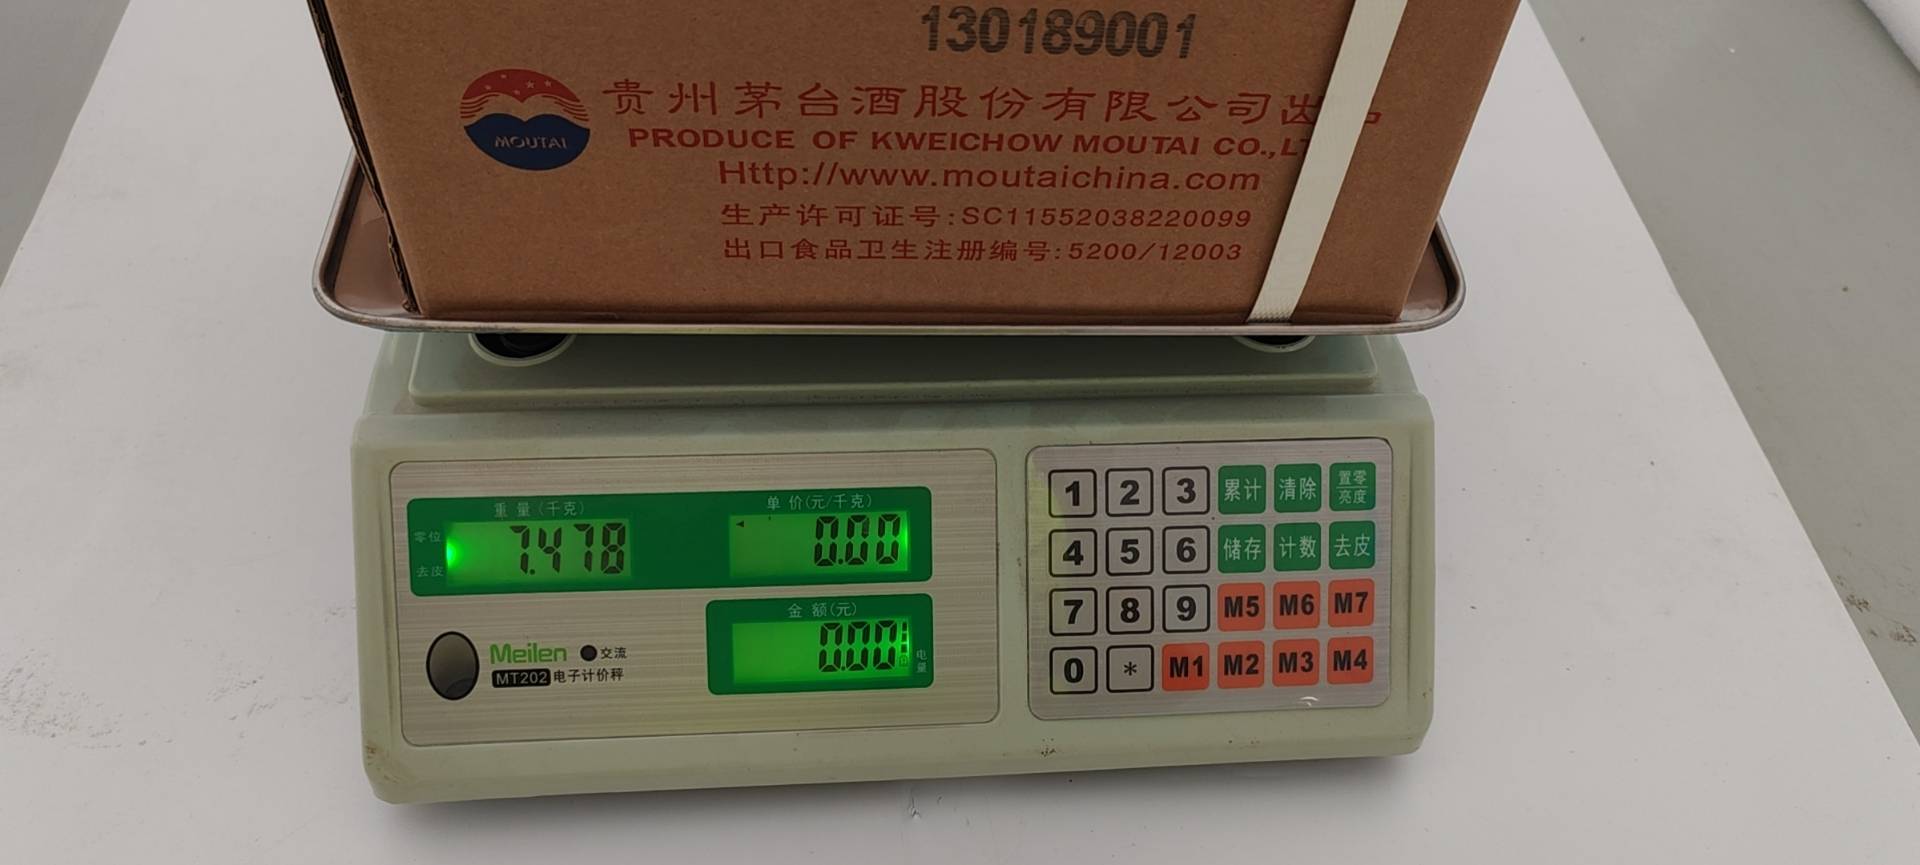 130189001
MOUTAI
贵州茅台酒股份有限公司出品
PRODUCE OF KWEICHOW MOUTAI CO.,LT
Http://www.moutaichina.com
生产许可证号:SC11552038220099
出口食品卫生注册编号:5200/12003
重量(千克)
单价(元/千克)
零位
去皮
7.478
0.00
金额(元)
0.00
电量
Meilen
交流
MT202 电子计价秤
1 2 3 累计 清除 置零 亮度
4 5 6 储存 计数 去皮
7 8 9 M5 M6 M7
0 * M1 M2 M3 M4